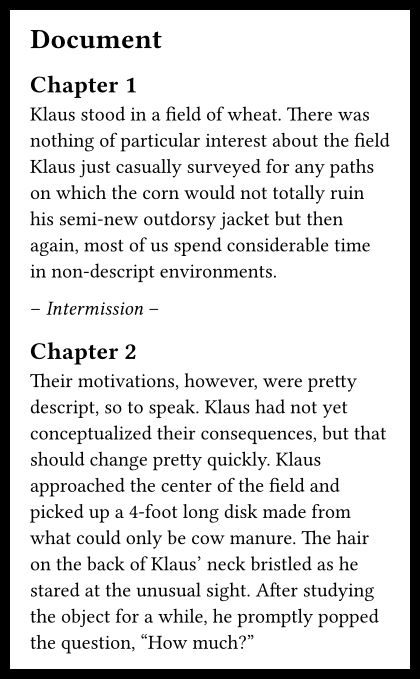 Document
Chapter 1
Klaus stood in a field of wheat. There was
nothing of particular interest about the field
Klaus just casually surveyed for any paths
on which the corn would not totally ruin
his semi-new outdorsy jacket but then
again, most of us spend considerable time
in non-descript environments.
– Intermission –
Chapter 2
Their motivations, however, were pretty
descript, so to speak. Klaus had not yet
conceptualized their consequences, but that
should change pretty quickly. Klaus
approached the center of the field and
picked up a 4-foot long disk made from
what could only be cow manure. The hair
on the back of Klaus’ neck bristled as he
stared at the unusual sight. After studying
the object for a while, he promptly popped
the question, “How much?”